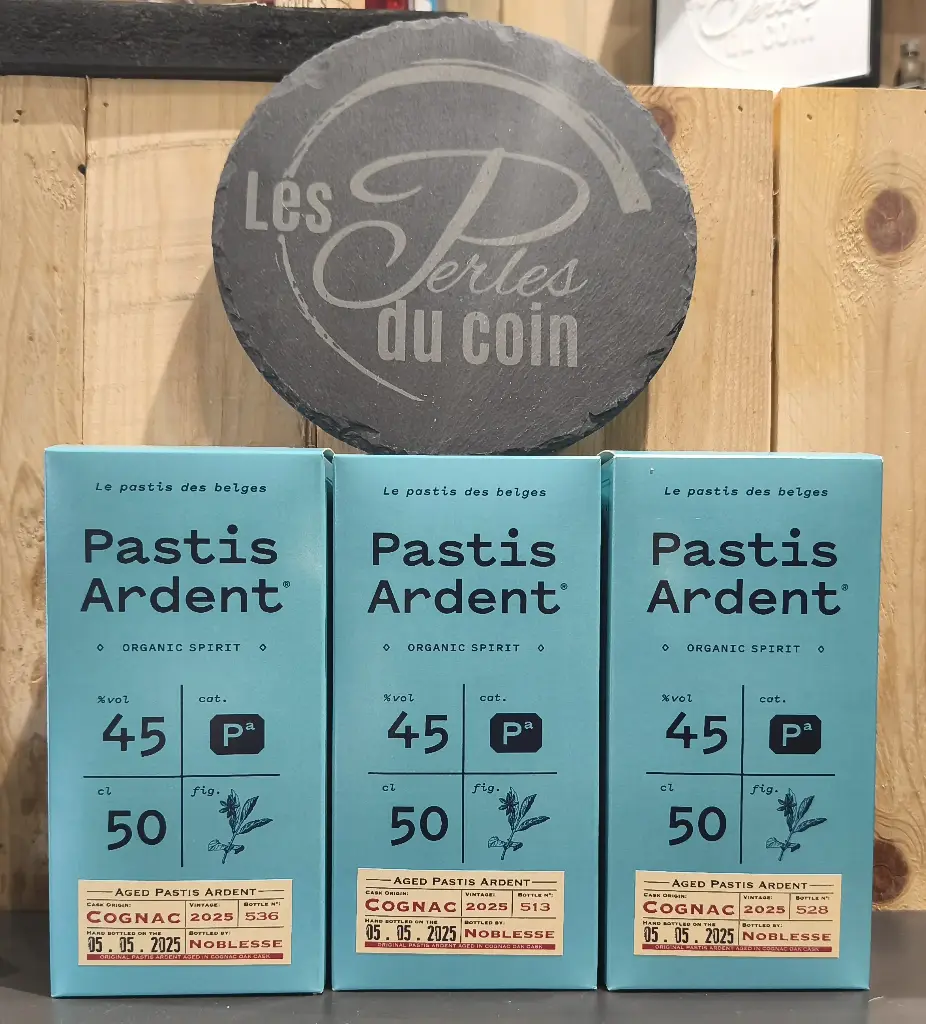 Perles
du coin
Les
Perles
du coin
Le pastis des belges
Pastis
Ardent®
◊ ORGANIC SPIRIT ◊
%vol
45
cat.
Pa
cl
50
fig.
AGED PASTIS ARDENT
CASK ORIGIN:
COGNAC
VINTAGE:
2025
BOTTLE N°:
536
HAND BOTTLED ON THE
05 . 05 . 2025
BOTTLED BY:
NOBLESSE
ORIGINAL PASTIS ARDENT AGED IN COGNAC OAK CASK
Le pastis des belges
Pastis
Ardent®
◊ ORGANIC SPIRIT ◊
%vol
45
cat.
Pa
cl
50
fig.
AGED PASTIS ARDENT
CASK ORIGIN:
COGNAC
VINTAGE:
2025
BOTTLE N°:
513
HAND BOTTLED ON THE
05 . 05 . 2025
BOTTLED BY:
NOBLESSE
ORIGINAL PASTIS ARDENT AGED IN COGNAC OAK CASK
Le pastis des belges
Pastis
Ardent®
◊ ORGANIC SPIRIT ◊
%vol
45
cat.
Pa
cl
50
fig.
AGED PASTIS ARDENT
CASK ORIGIN:
COGNAC
VINTAGE:
2025
BOTTLE N°:
528
HAND BOTTLED ON THE
05 . 05 . 2025
BOTTLED BY:
NOBLESSE
ORIGINAL PASTIS ARDENT AGED IN COGNAC OAK CASK